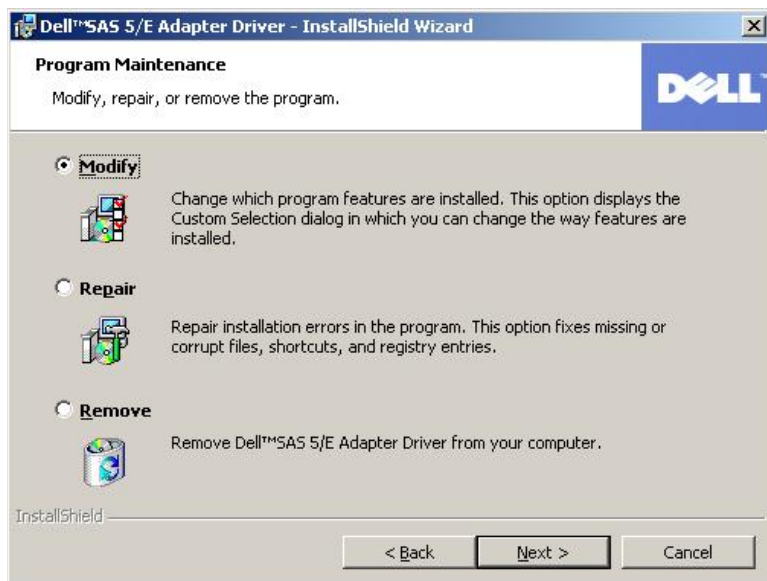 Dell™SAS 5/E Adapter Driver - InstallShield Wizard
Program Maintenance
Modify, repair, or remove the program.
DELL™
Modify
Change which program features are installed. This option displays the
Custom Selection dialog in which you can change the way features are
installed.
Repair
Repair installation errors in the program. This option fixes missing or
corrupt files, shortcuts, and registry entries.
Remove
Remove Dell™SAS 5/E Adapter Driver from your computer.
InstallShield
< Back
Next >
Cancel